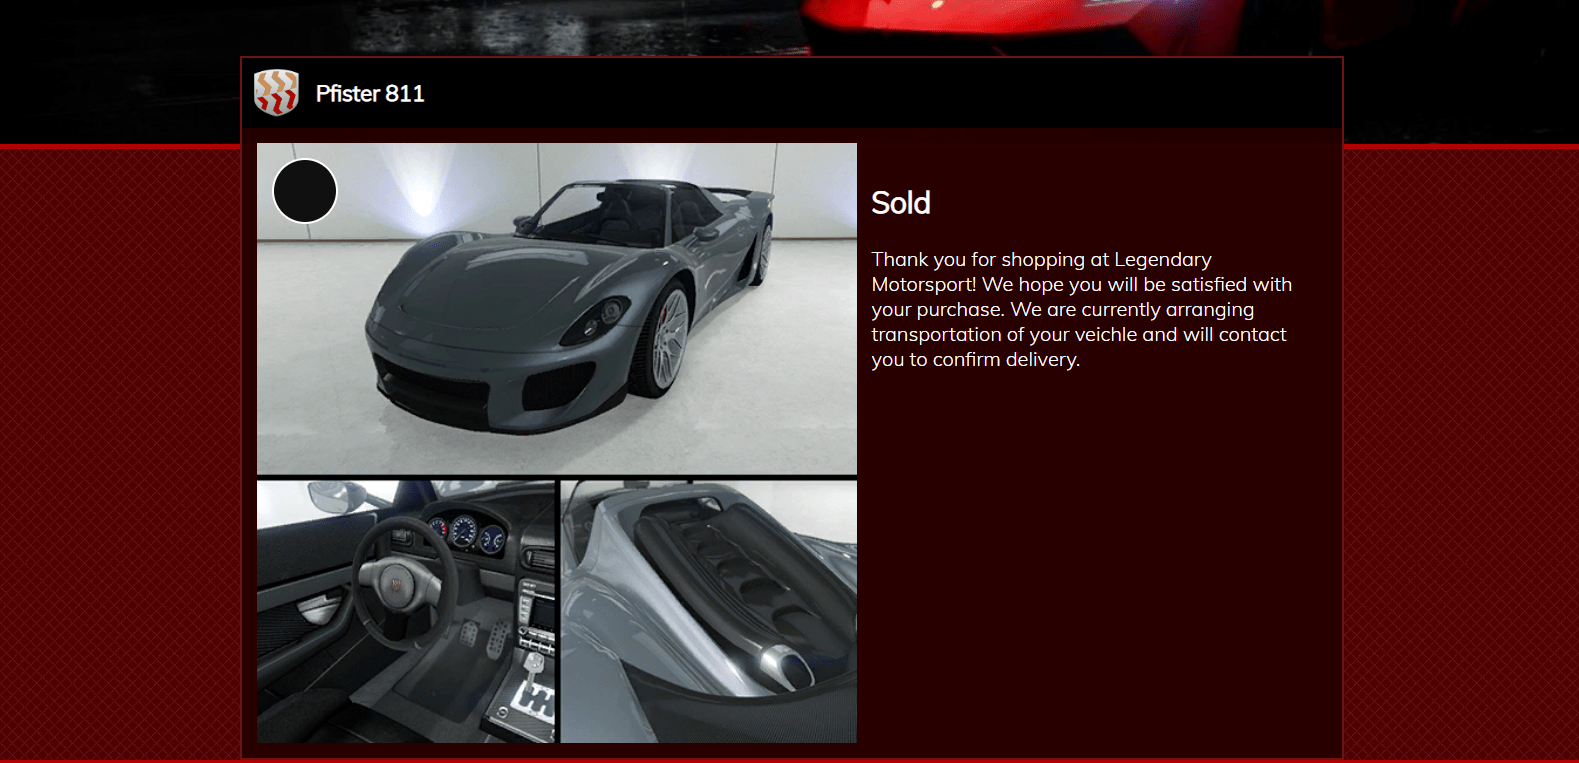 Pfister 811
Sold
Thank you for shopping at Legendary
Motorsport! We hope you will be satisfied with
your purchase. We are currently arranging
transportation of your veichle and will contact
you to confirm delivery.